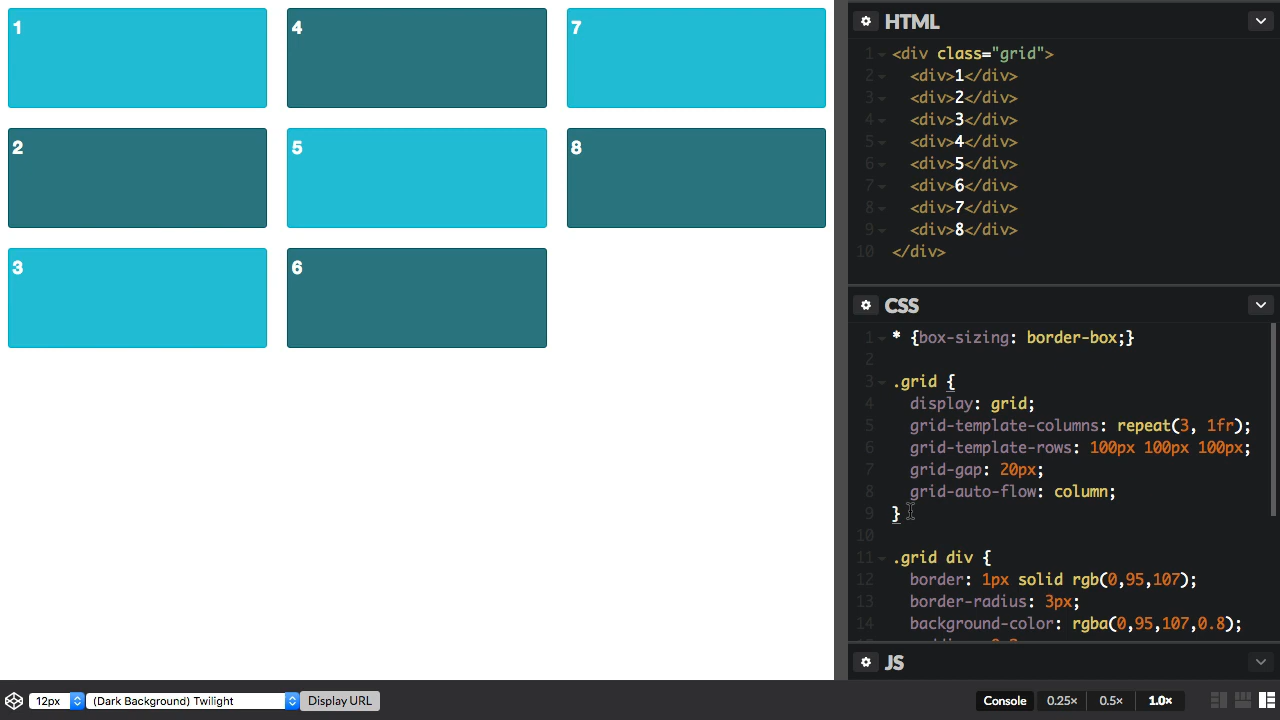 1
4
7
2
5
8
3
6
HTML
1 <div class="grid">
2 <div>1</div>
3 <div>2</div>
4 <div>3</div>
5 <div>4</div>
6 <div>5</div>
7 <div>6</div>
8 <div>7</div>
9 <div>8</div>
10 </div>
CSS
1 * {box-sizing: border-box;}
2
3 .grid {
4 display: grid;
5 grid-template-columns: repeat(3, 1fr);
6 grid-template-rows: 100px 100px 100px;
7 grid-gap: 20px;
8 grid-auto-flow: column;
9 }
10
11 .grid div {
12 border: 1px solid rgb(0,95,107);
13 border-radius: 3px;
14 background-color: rgba(0,95,107,0.8);
JS
12px (Dark Background) Twilight Display URL Console 0.25× 0.5× 1.0×